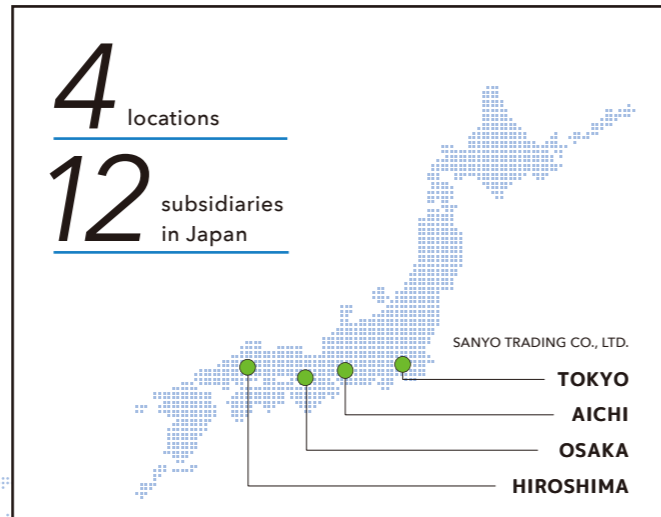 4 locations
12 subsidiaries
in Japan
SANYO TRADING CO., LTD.
TOKYO
AICHI
OSAKA
HIROSHIMA